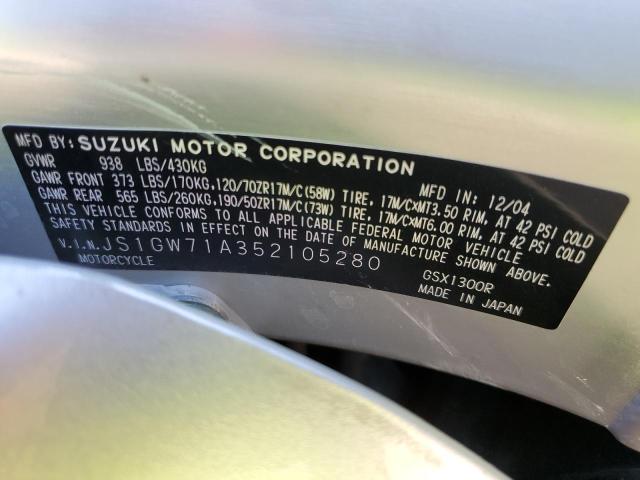 MFD BY: SUZUKI MOTOR CORPORATION MFD IN: 12/04
GVWR 938 LBS/430KG
GAWR FRONT 373 LBS/170KG, 120/70ZR17M/C(58W) TIRE, 17M/C×MT3.50 RIM, AT 42 PSI COLD
GAWR REAR 565 LBS/260KG, 190/50ZR17M/C(73W) TIRE, 17M/C×MT6.00 RIM, AT 42 PSI COLD
THIS VEHICLE CONFORMS TO ALL APPLICABLE FEDERAL MOTOR VEHICLE
SAFETY STANDARDS IN EFFECT ON THE DATE OF MANUFACTURE SHOWN ABOVE.
V.I.N. JS1GW71A352105280
MOTORCYCLE GSX1300R
MADE IN JAPAN